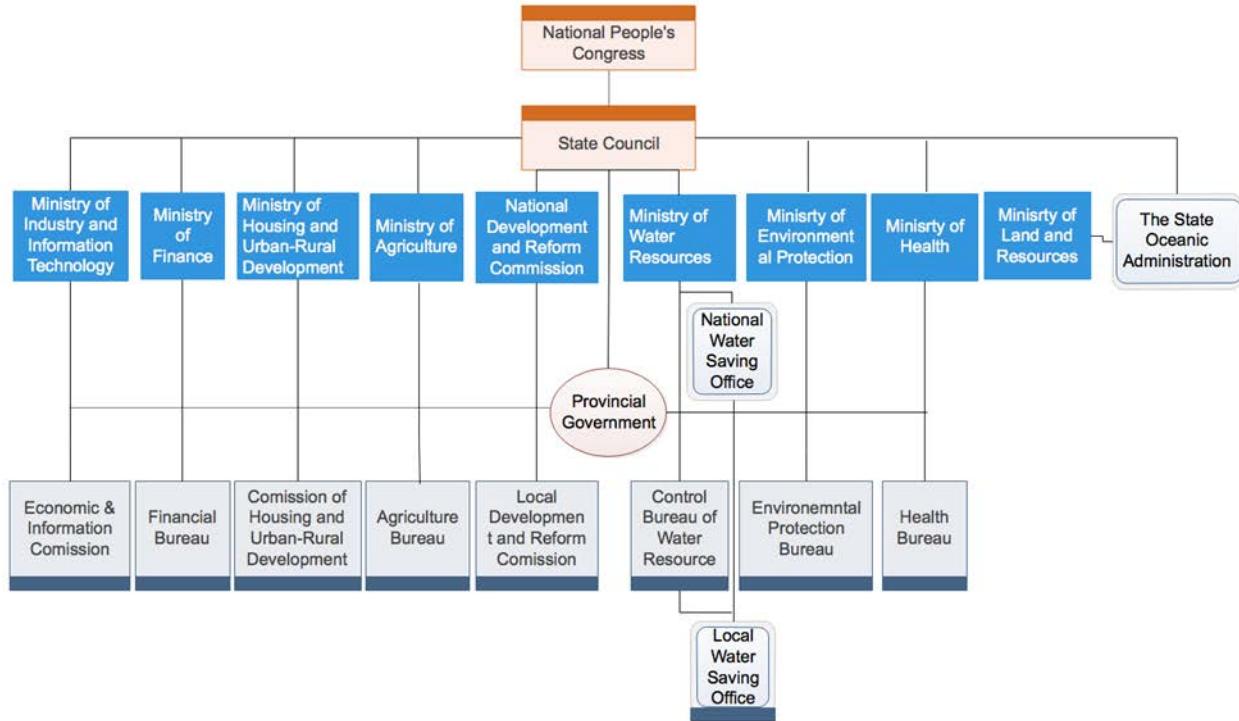 National People's
Congress
State Council
Ministry of
Industry and
Information
Technology
Ministry
of
Finance
Ministry of
Housing and
Urban-Rural
Development
Ministry of
Agriculture
National
Development
and Reform
Commission
Ministry of
Water
Resources
Minisrty of
Environment
al Protection
Minisrty of
Health
Minisrty of
Land and
Resources
The State
Oceanic
Administration
National
Water
Saving
Office
Provincial
Government
Economic &
Information
Comission
Financial
Bureau
Comission of
Housing and
Urban-Rural
Development
Agriculture
Bureau
Local
Developmen
t and Reform
Comission
Control
Bureau of
Water
Resource
Environemntal
Protection
Bureau
Health
Bureau
Local
Water
Saving
Office